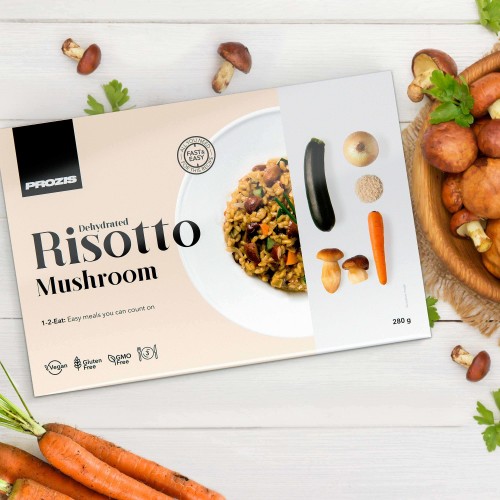 PROZIS
Dehydrated
Risotto
Mushroom
1-2-Eat: Easy meals you can count on
FAST&
EASY
Vegan
Gluten
Free
GMO
Free
3
280 g